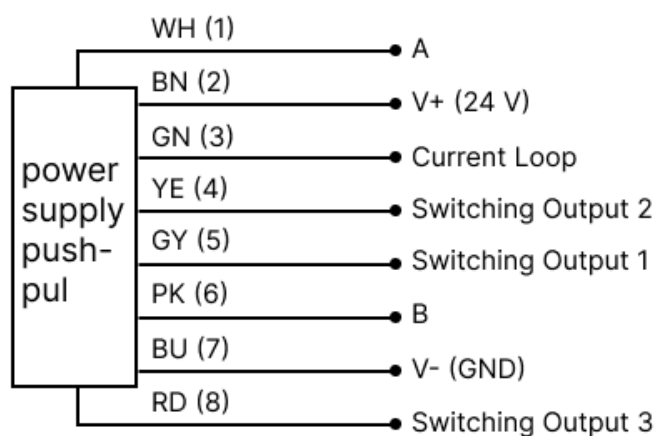 WH (1)
A
BN (2)
V+ (24 V)
GN (3)
Current Loop
YE (4)
Switching Output 2
GY (5)
Switching Output 1
PK (6)
B
BU (7)
V- (GND)
RD (8)
Switching Output 3
power
supply
push-
pul